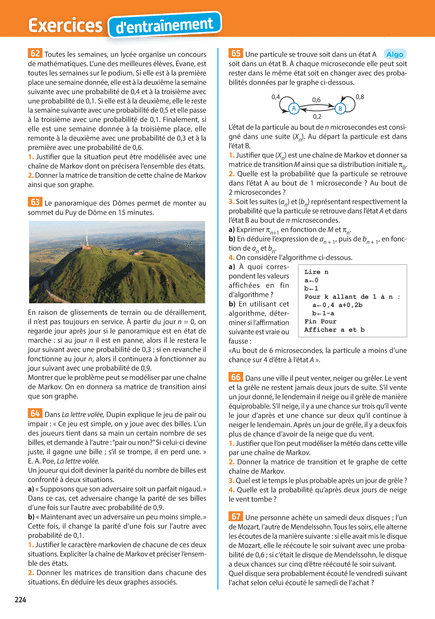 Exercices d'entraînement
62 Toutes les semaines, un lycée organise un concours
de mathématiques. L'une des meilleures élèves, Évane, est
toutes les semaines sur le podium. Si elle est à la première
place une semaine donnée, elle est à la deuxième la semaine
suivante avec une probabilité de 0,4 et à la troisième avec
une probabilité de 0,1. Si elle est à la deuxième, elle le reste
la semaine suivante avec une probabilité de 0,5 et elle passe
à la troisième avec une probabilité de 0,1. Finalement, si
elle est une semaine donnée à la troisième place, elle
remonte à la deuxième avec une probabilité de 0,3 et à la
première avec une probabilité de 0,6.
1. Justifier que la situation peut être modélisée avec une
chaîne de Markov dont on précisera l'ensemble des états.
2. Donner la matrice de transition de cette chaîne de Markov
ainsi que son graphe.
63 Le panoramique des Dômes permet de monter au
sommet du Puy de Dôme en 15 minutes.
En raison de glissements de terrain ou de déraillement,
il n'est pas toujours en service. À partir du jour n = 0, on
regarde jour après jour si le panoramique est en état de
marche : si au jour n il est en panne, alors il le restera le
jour suivant avec une probabilité de 0,3 ; si en revanche il
fonctionne au jour n, alors il continuera à fonctionner au
jour suivant avec une probabilité de 0,9.
Montrer que le problème peut se modéliser par une chaîne
de Markov. On en donnera sa matrice de transition ainsi
que son graphe.
64 Dans La lettre volée, Dupin explique le jeu de pair ou
impair : « Ce jeu est simple, on y joue avec des billes. L'un
des joueurs tient dans sa main un certain nombre de ses
billes, et demande à l'autre : "pair ou non?" Si celui-ci devine
juste, il gagne une bille ; s'il se trompe, il en perd une. »
E. A. Poe, La lettre volée.
Un joueur qui doit deviner la parité du nombre de billes est
confronté à deux situations.
a) « Supposons que son adversaire soit un parfait nigaud. »
Dans ce cas, cet adversaire change la parité de ses billes
d'une fois sur l'autre avec probabilité de 0,9.
b) « Maintenant avec un adversaire un peu moins simple. »
Cette fois, il change la parité d'une fois sur l'autre avec
probabilité de 0,1.
1. Justifier le caractère markovien de chacune de ces deux
situations. Expliciter la chaîne de Markov et préciser l'ensem-
ble des états.
2. Donner les matrices de transition dans chacune des
situations. En déduire les deux graphes associés.
65 Une particule se trouve soit dans un état A Algo
soit dans un état B. À chaque microseconde elle peut soit
rester dans le même état soit en changer avec des proba-
bilités données par le graphe ci-dessous.
0,4 0,6 0,8
A B
0,2
L'état de la particule au bout de n microsecondes est consi-
gné dans une suite (Xn). Au départ la particule est dans
l'état B.
1. Justifier que (Xn) est une chaîne de Markov et donner sa
matrice de transition M ainsi que sa distribution initiale π0.
2. Quelle est la probabilité que la particule se retrouve
dans l'état A au bout de 1 microseconde ? Au bout de
2 microsecondes ?
3. Soit les suites (an) et (bn) représentant respectivement la
probabilité que la particule se retrouve dans l'état A et dans
l'état B au bout de n microsecondes.
a) Exprimer πn+1 en fonction de M et πn.
b) En déduire l'expression de an + 1, puis de bn + 1, en fonc-
tion de an et bn.
4. On considère l'algorithme ci-dessous.
a) À quoi corres-
pondent les valeurs
affichées en fin
d'algorithme ?
b) En utilisant cet
algorithme, déter-
miner si l'affirmation
suivante est vraie ou
fausse :
Lire n
a←0
b←1
Pour k allant de 1 à n :
a←0,4 a+0,2b
b←1-a
Fin Pour
Afficher a et b
«Au bout de 6 microsecondes, la particule a moins d'une
chance sur 4 d'être à l'état A ».
66 Dans une ville il peut venter, neiger ou grêler. Le vent
et la grêle ne restent jamais deux jours de suite. S'il vente
un jour donné, le lendemain il neige ou il grêle de manière
équiprobable. S'il neige, il y a une chance sur trois qu'il vente
le jour d'après et une chance sur deux qu'il continue à
neiger le lendemain. Après un jour de grêle, il y a deux fois
plus de chance d'avoir de la neige que du vent.
1. Justifier que l'on peut modéliser la météo dans cette ville
par une chaîne de Markov.
2. Donner la matrice de transition et le graphe de cette
chaîne de Markov.
3. Quel est le temps le plus probable après un jour de grêle ?
4. Quelle est la probabilité qu'après deux jours de neige
le vent tombe ?
67 Une personne achète un samedi deux disques ; l'un
de Mozart, l'autre de Mendelssohn. Tous les soirs, elle alterne
les écoutes de la manière suivante : si elle avait mis le disque
de Mozart, elle le réécoute le soir suivant avec une proba-
bilité de 0,6 ; si c'était le disque de Mendelssohn, le disque
a deux chances sur cinq d'être réécouté le soir suivant.
Quel disque sera probablement écouté le vendredi suivant
l'achat selon celui écouté le samedi de l'achat ?
224